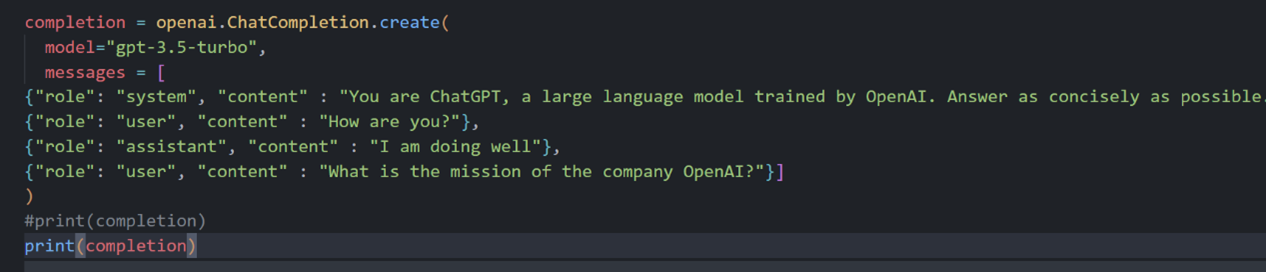 completion = openai.ChatCompletion.create(
model="gpt-3.5-turbo",
messages = [
{"role": "system", "content" : "You are ChatGPT, a large language model trained by OpenAI. Answer as concisely as possible.
{"role": "user", "content" : "How are you?"},
{"role": "assistant", "content" : "I am doing well"},
{"role": "user", "content" : "What is the mission of the company OpenAI?"}]
)
#print(completion)
print(completion)